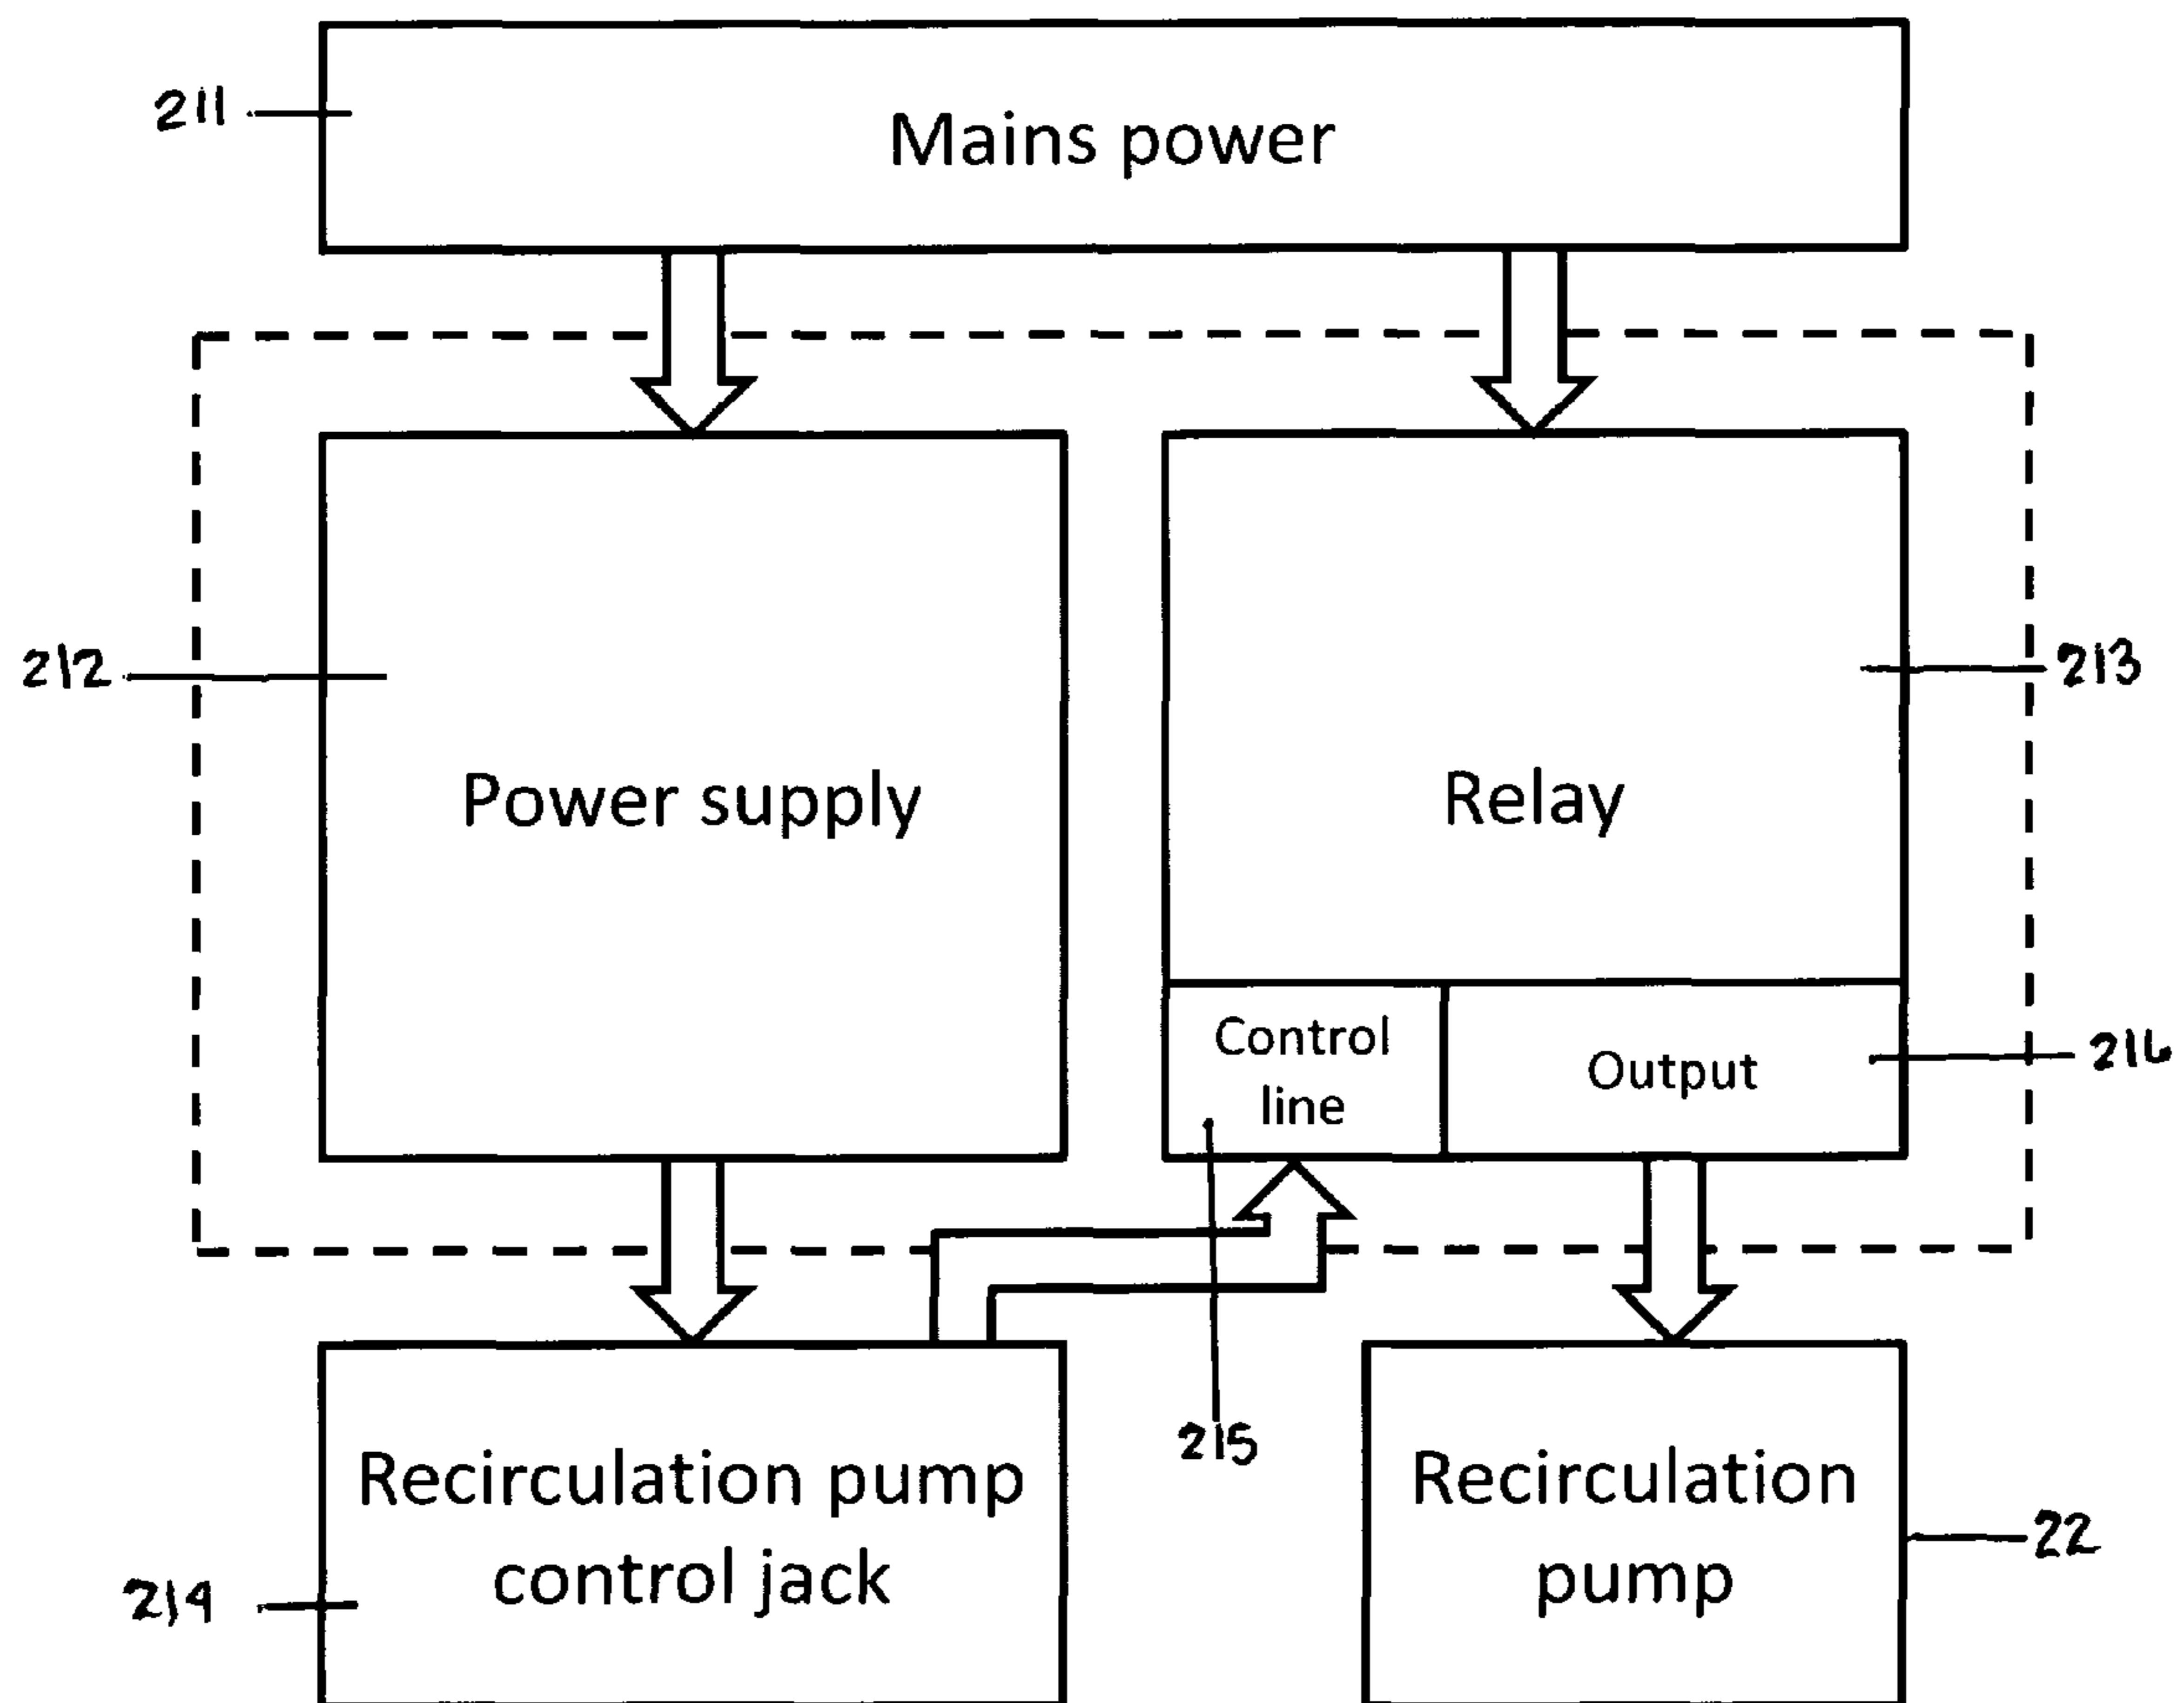 211
Mains power
212
213
Power supply
Relay
Control
line
Output
216
215
Recirculation pump
control jack
Recirculation
pump
22
214